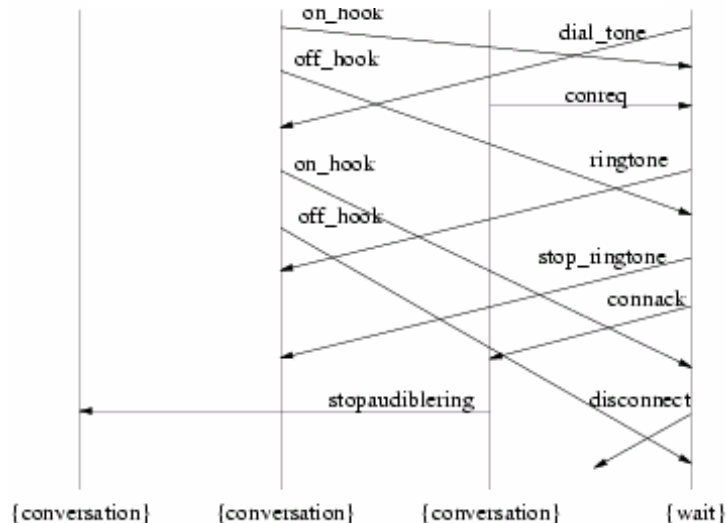 on_hook
dial_tone
off_hook
conreq
ringtone
on_hook
off_hook
stop_ringtone
connack
stopaudiblering
disconnect
{conversation} {conversation} {conversation} {wait}